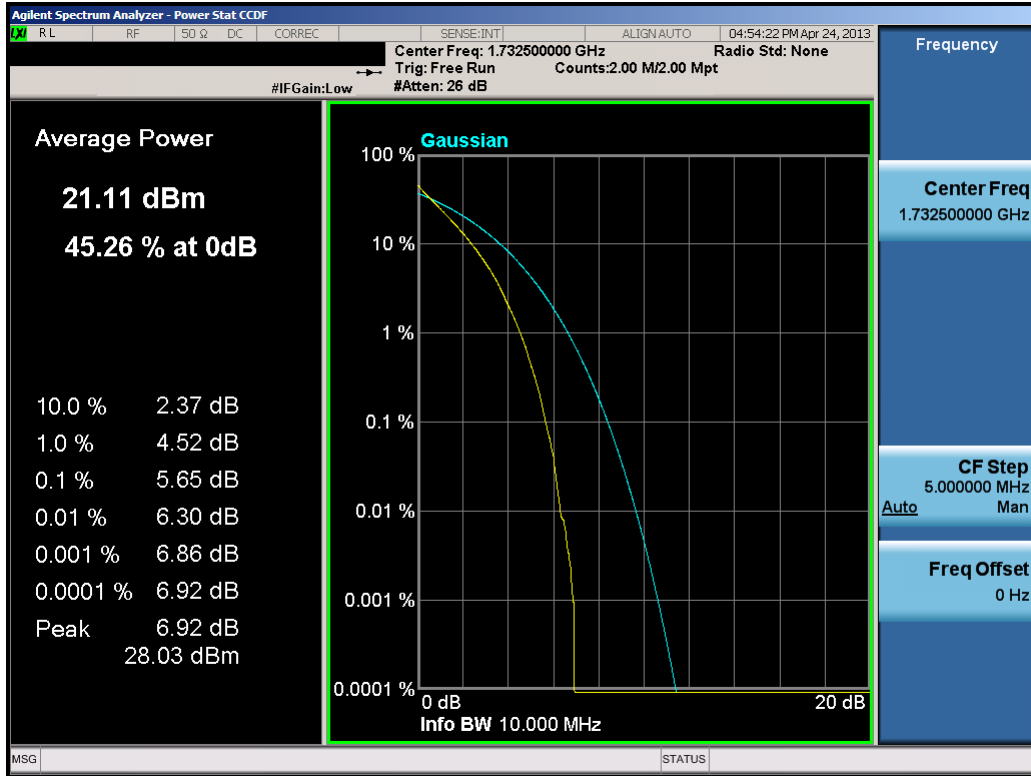 Agilent Spectrum Analyzer - Power Stat CCDF
LXI RL RF 50 Ω DC CORREC SENSE:INT ALIGN AUTO 04:54:22 PM Apr 24, 2013
Center Freq: 1.732500000 GHz Radio Std: None
Trig: Free Run Counts:2.00 M/2.00 Mpt
#IFGain:Low #Atten: 26 dB
Average Power
21.11 dBm
45.26 % at 0dB
10.0 % 2.37 dB
1.0 % 4.52 dB
0.1 % 5.65 dB
0.01 % 6.30 dB
0.001 % 6.86 dB
0.0001 % 6.92 dB
Peak 6.92 dB
28.03 dBm
Gaussian
100 %
10 %
1 %
0.1 %
0.01 %
0.001 %
0.0001 %
0 dB 20 dB
Info BW 10.000 MHz
Frequency
Center Freq
1.732500000 GHz
CF Step
5.000000 MHz
Auto Man
Freq Offset
0 Hz
MSG STATUS